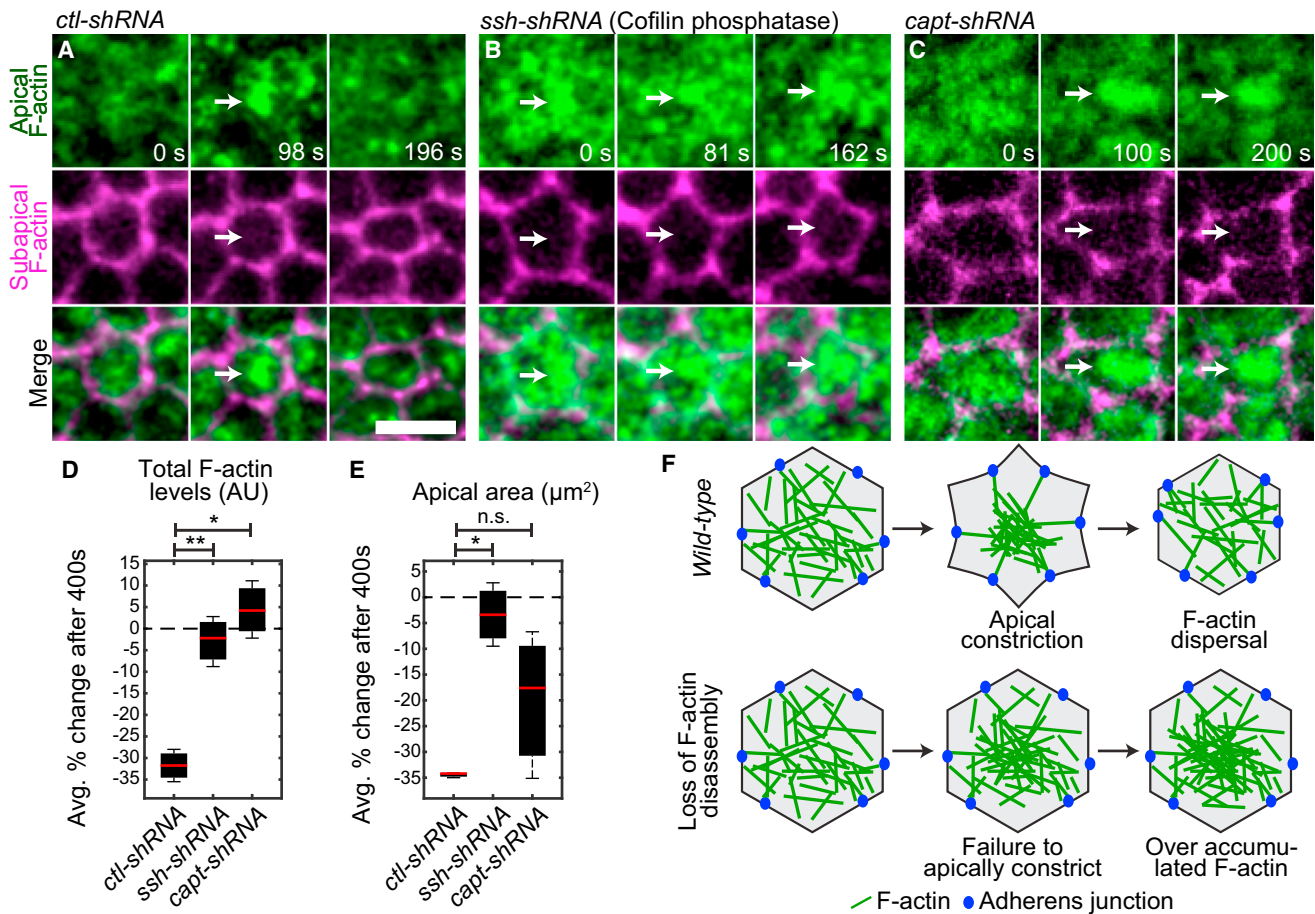 ctl-shRNA
ssh-shRNA (Cofilin phosphatase)
capt-shRNA
A
B
C
Apical
F-actin
0 s
98 s
196 s
0 s
81 s
162 s
0 s
100 s
200 s
Subapical
F-actin
Merge
D
Total F-actin
levels (AU)
*
**
Avg. % change after 400s
15
10
5
0
-5
-10
-15
-20
-25
-30
-35
ctl-shRNA
ssh-shRNA
capt-shRNA
E
Apical area (µm²)
n.s.
*
Avg. % change after 400s
5
0
-5
-10
-15
-20
-25
-30
-35
ctl-shRNA
ssh-shRNA
capt-shRNA
F
Wild-type
Apical
constriction
F-actin
dispersal
Loss of F-actin
disassembly
Failure to
apically constrict
Over accumu-
lated F-actin
F-actin
Adherens junction